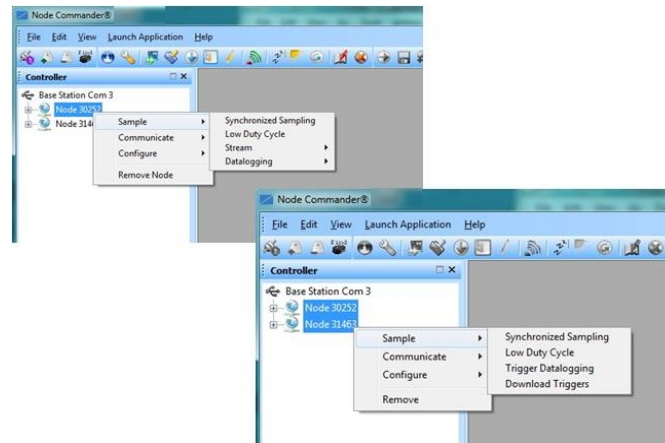 Node Commander®
File Edit View Launch Application Help
Find
Controller
Base Station Com 3
Node 30252
Node 314
Sample
Communicate
Configure
Remove Node
Synchronized Sampling
Low Duty Cycle
Stream
Datalogging
Node Commander®
File Edit View Launch Application Help
Find
Controller
Base Station Com 3
Node 30252
Node 31463
Sample
Communicate
Configure
Remove
Synchronized Sampling
Low Duty Cycle
Trigger Datalogging
Download Triggers